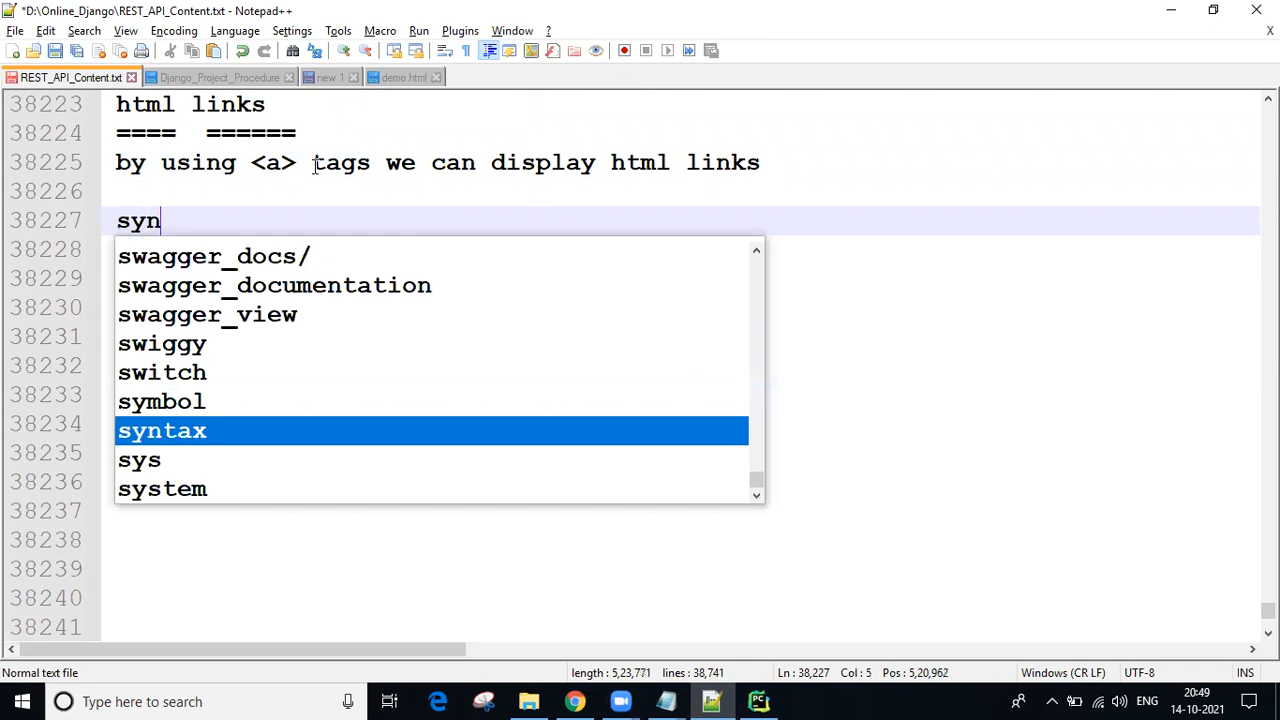 *D:\Online_Django\REST_API_Content.txt - Notepad++
File Edit Search View Encoding Language Settings Tools Macro Run Plugins Window ? X
REST_API_Content.txt Django_Project_Procedure new 1 demo.html
38223 html links
38224 ==== ======
38225 by using <a> tags we can display html links
38226
38227 syn
38228 swagger_docs/
38229 swagger_documentation
38230 swagger_view
38231 swiggy
38232 switch
38233 symbol
38234 syntax
38235 sys
38236 system
38237
38238
38239
38240
38241
Normal text file length : 5,23,771 lines : 38,741 Ln : 38,227 Col : 5 Pos : 5,20,962 Windows (CR LF) UTF-8 INS
Type here to search ENG 20:49
14-10-2021